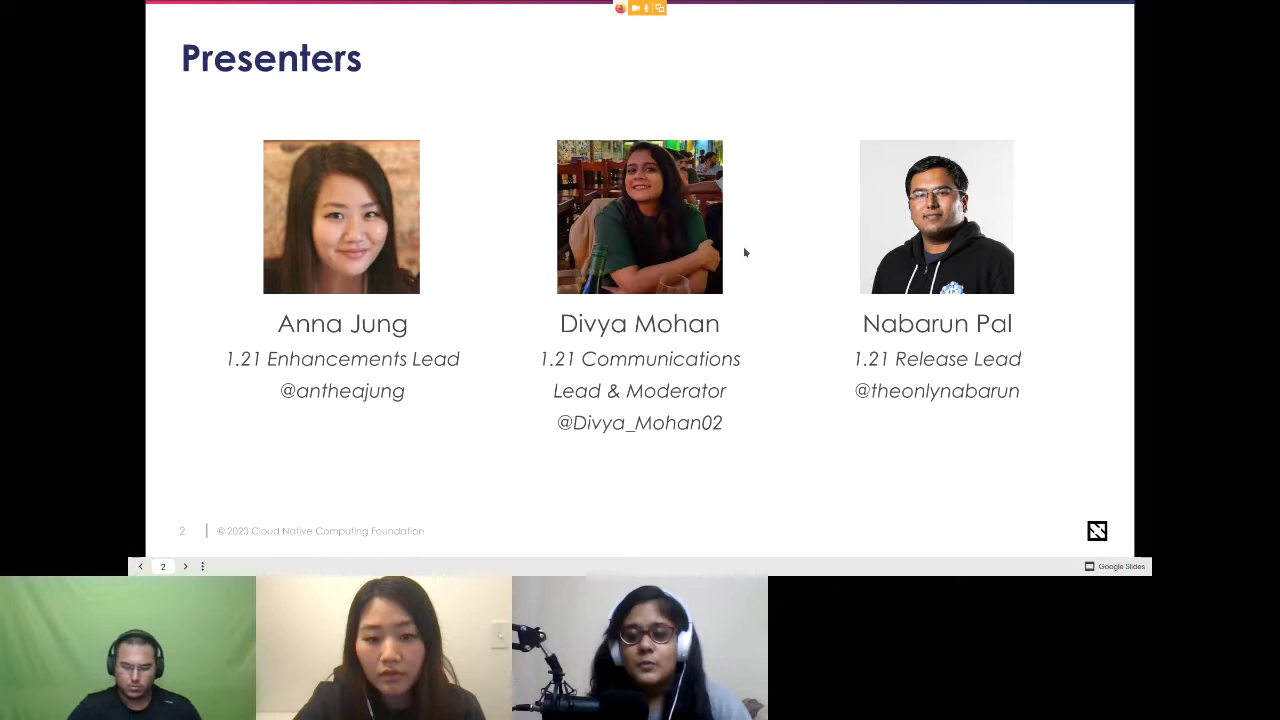 Presenters
Anna Jung
1.21 Enhancements Lead
@antheajung
Divya Mohan
1.21 Communications
Lead & Moderator
@Divya_Mohan02
Nabarun Pal
1.21 Release Lead
@theonlynabarun
2
© 2020 Cloud Native Computing Foundation
2
Google Slides